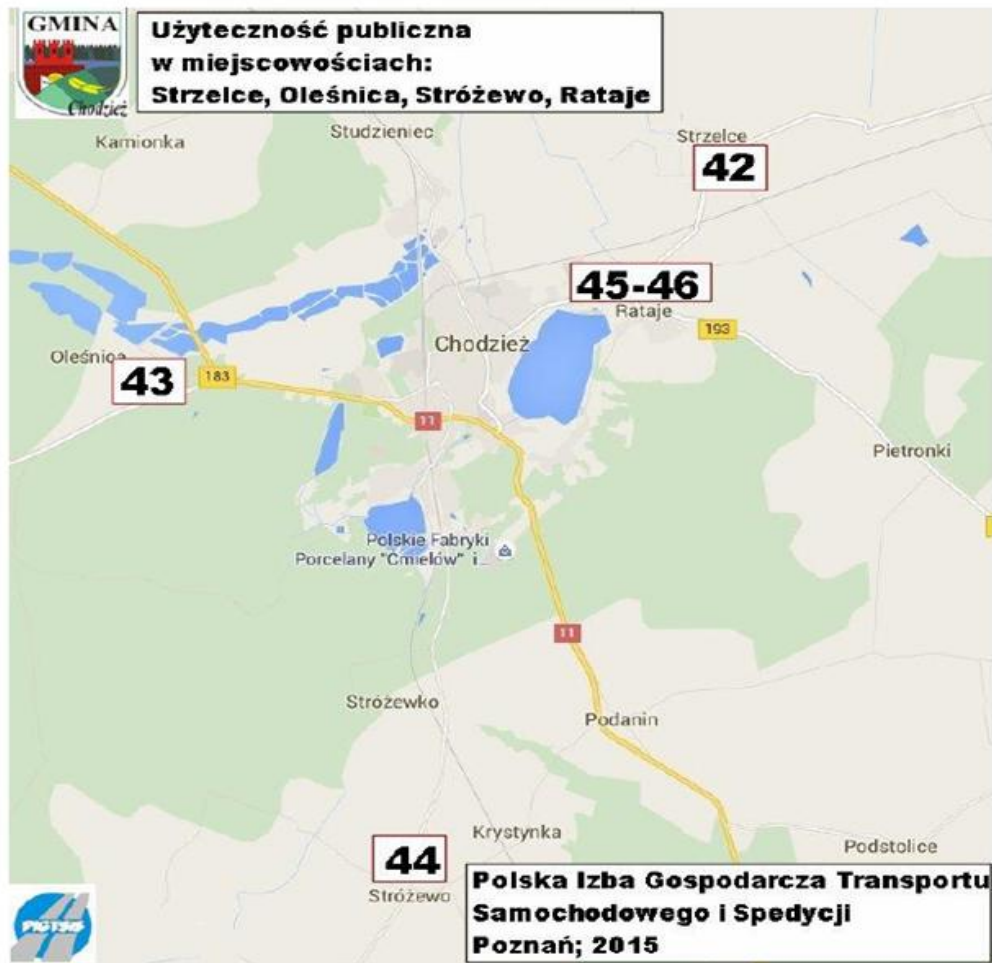 GMINA
Chodzież
Użyteczność publiczna
w miejscowościach:
Strzelce, Oleśnica, Stróżewo, Rataje
Kamionka
Studzieniec
Strzelce
42
45-46
Rataje
193
Chodzież
Oleśnica
43
183
11
Pietronki
Polskie Fabryki
Porcelany "Ćmielów" i...
11
Stróżewko
Podanin
Krystynka
Podstolice
44
Stróżewo
PIGTSiS
Polska Izba Gospodarcza Transportu
Samochodowego i Spedycji
Poznań; 2015